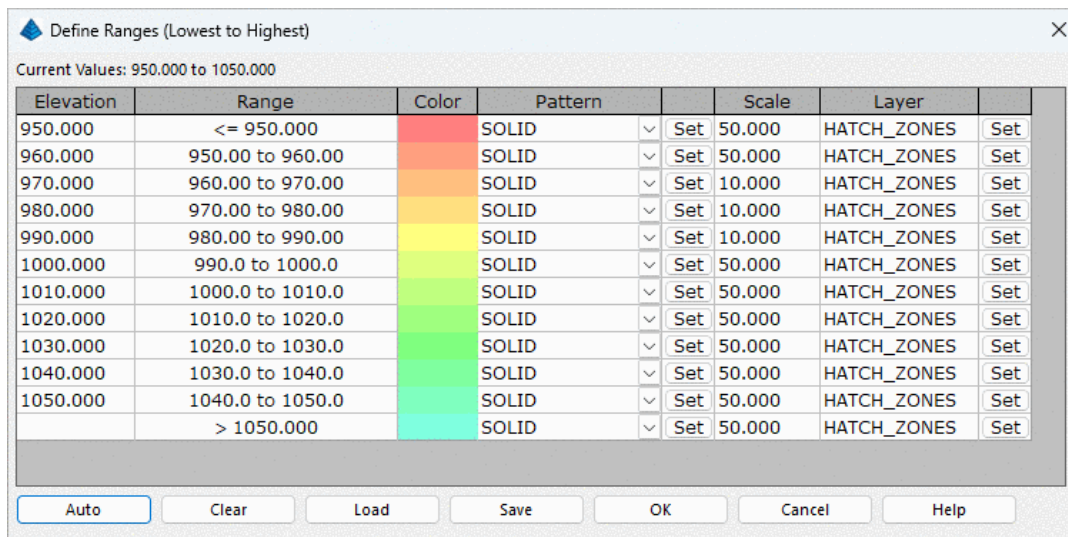 Define Ranges (Lowest to Highest)
Current Values: 950.000 to 1050.000
Elevation Range Color Pattern Scale Layer
950.000 <= 950.000 SOLID Set 50.000 HATCH_ZONES Set
960.000 950.00 to 960.00 SOLID Set 50.000 HATCH_ZONES Set
970.000 960.00 to 970.00 SOLID Set 10.000 HATCH_ZONES Set
980.000 970.00 to 980.00 SOLID Set 10.000 HATCH_ZONES Set
990.000 980.00 to 990.00 SOLID Set 10.000 HATCH_ZONES Set
1000.000 990.0 to 1000.0 SOLID Set 50.000 HATCH_ZONES Set
1010.000 1000.0 to 1010.0 SOLID Set 50.000 HATCH_ZONES Set
1020.000 1010.0 to 1020.0 SOLID Set 50.000 HATCH_ZONES Set
1030.000 1020.0 to 1030.0 SOLID Set 50.000 HATCH_ZONES Set
1040.000 1030.0 to 1040.0 SOLID Set 50.000 HATCH_ZONES Set
1050.000 1040.0 to 1050.0 SOLID Set 50.000 HATCH_ZONES Set
> 1050.000 SOLID Set 50.000 HATCH_ZONES Set
Auto Clear Load Save OK Cancel Help